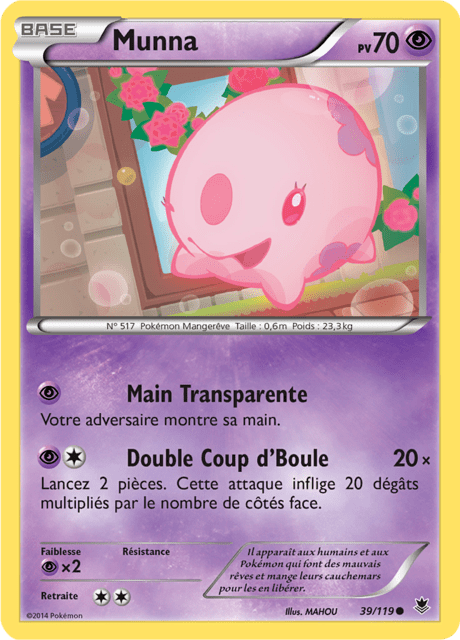 BASE Munna PV70
N° 517 Pokémon Mangerêve Taille : 0,6m Poids : 23,3kg
Main Transparente
Votre adversaire montre sa main.
Double Coup d'Boule 20×
Lancez 2 pièces. Cette attaque inflige 20 dégâts
multipliés par le nombre de côtés face.
Faiblesse Résistance
×2
Il apparaît aux humains et aux
Pokémon qui font des mauvais
rêves et mange leurs cauchemars
pour les en libérer.
Retraite
©2014 Pokémon Illus. MAHOU 39/119